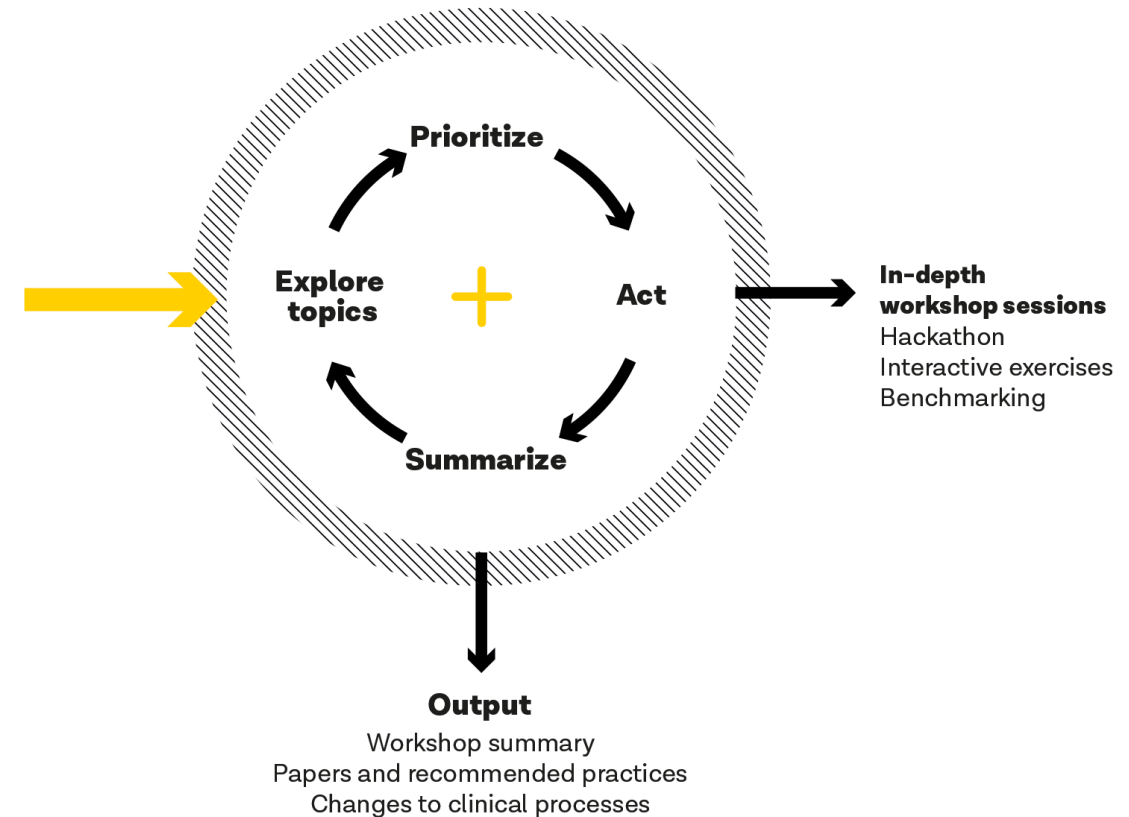 Prioritize
Explore
topics
Act
Summarize
In-depth
workshop sessions
Hackathon
Interactive exercises
Benchmarking
Output
Workshop summary
Papers and recommended practices
Changes to clinical processes